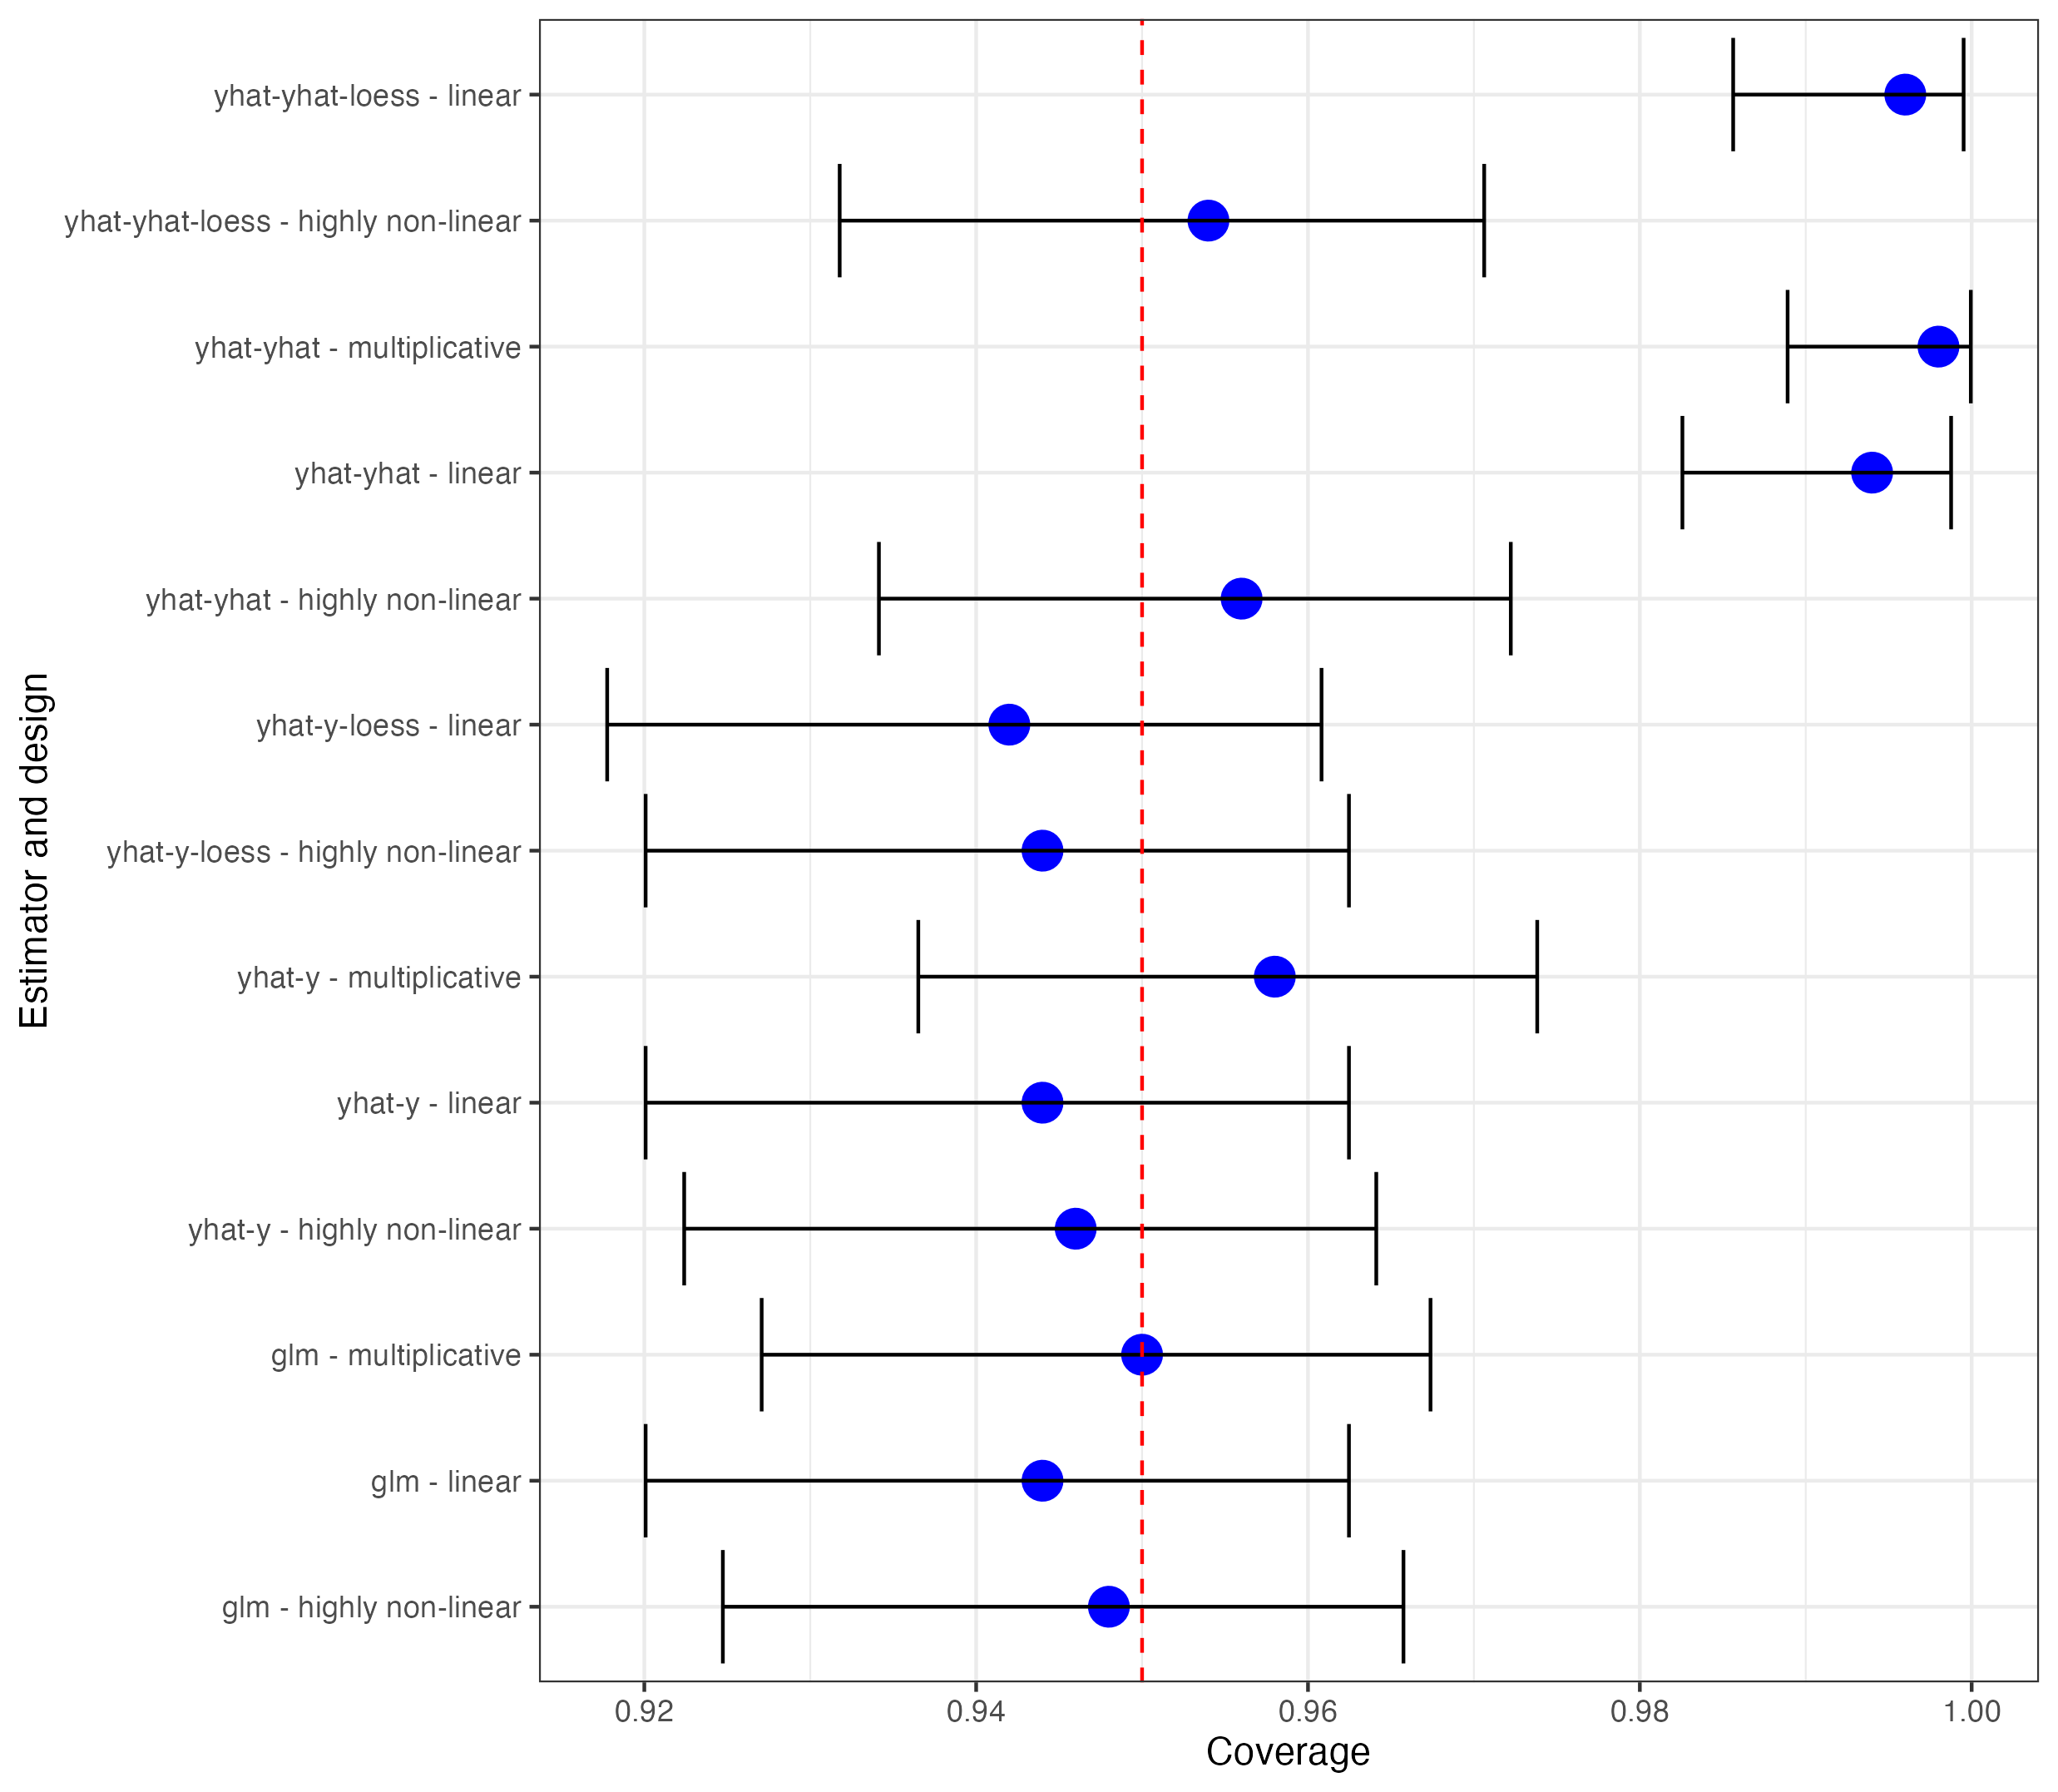 Estimator and design
yhat-yhat-loess - linear
yhat-yhat-loess - highly non-linear
yhat-yhat - multiplicative
yhat-yhat - linear
yhat-yhat - highly non-linear
yhat-y-loess - linear
yhat-y-loess - highly non-linear
yhat-y - multiplicative
yhat-y - linear
yhat-y - highly non-linear
glm - multiplicative
glm - linear
glm - highly non-linear
0.92 0.94 0.96 0.98 1.00
Coverage